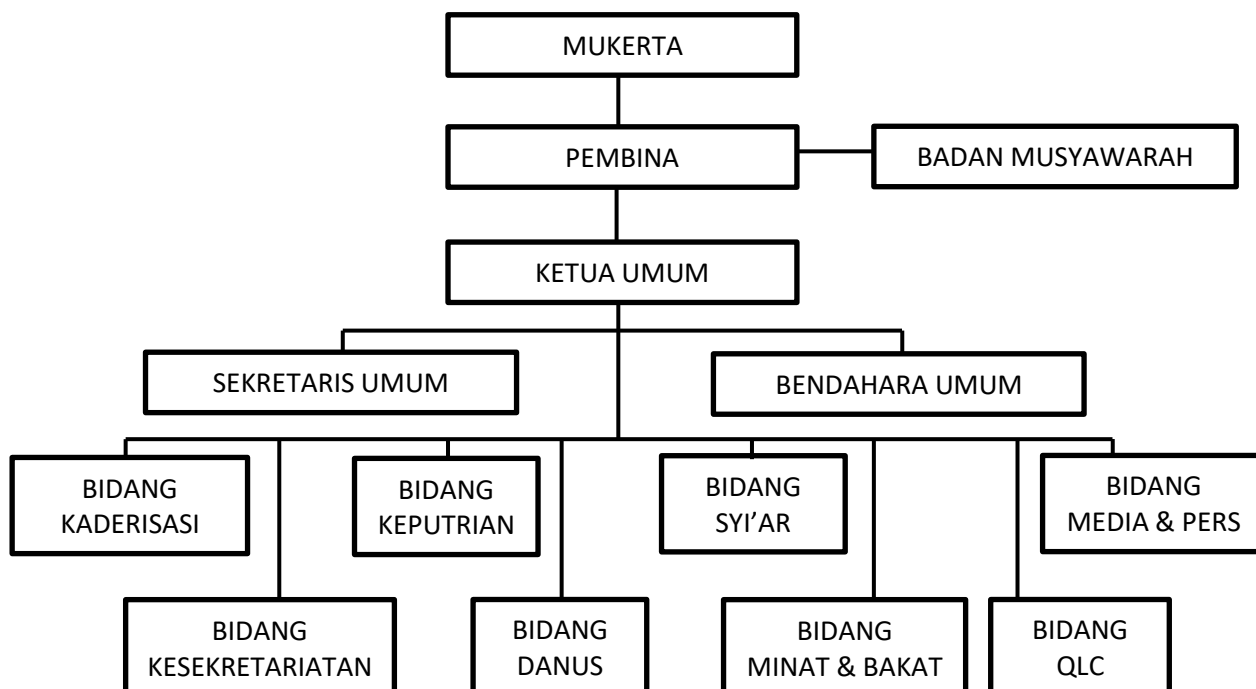 MUKERTA
PEMBINA
BADAN MUSYAWARAH
KETUA UMUM
SEKRETARIS UMUM
BENDAHARA UMUM
BIDANG
KADERISASI
BIDANG
KEPUTRIAN
BIDANG
SYI’AR
BIDANG
MEDIA & PERS
BIDANG
KESEKRETARIATAN
BIDANG
DANUS
BIDANG
MINAT & BAKAT
BIDANG
QLC